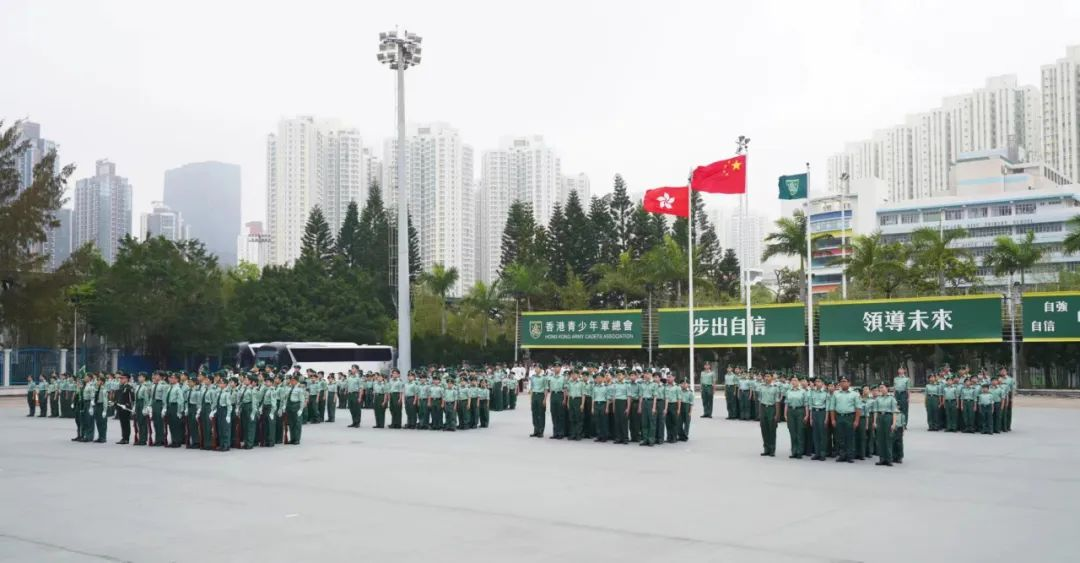 香港青少年軍總會
HONG KONG ARMY CADETS ASSOCIATION
步出自信
領導未來
自強
自信